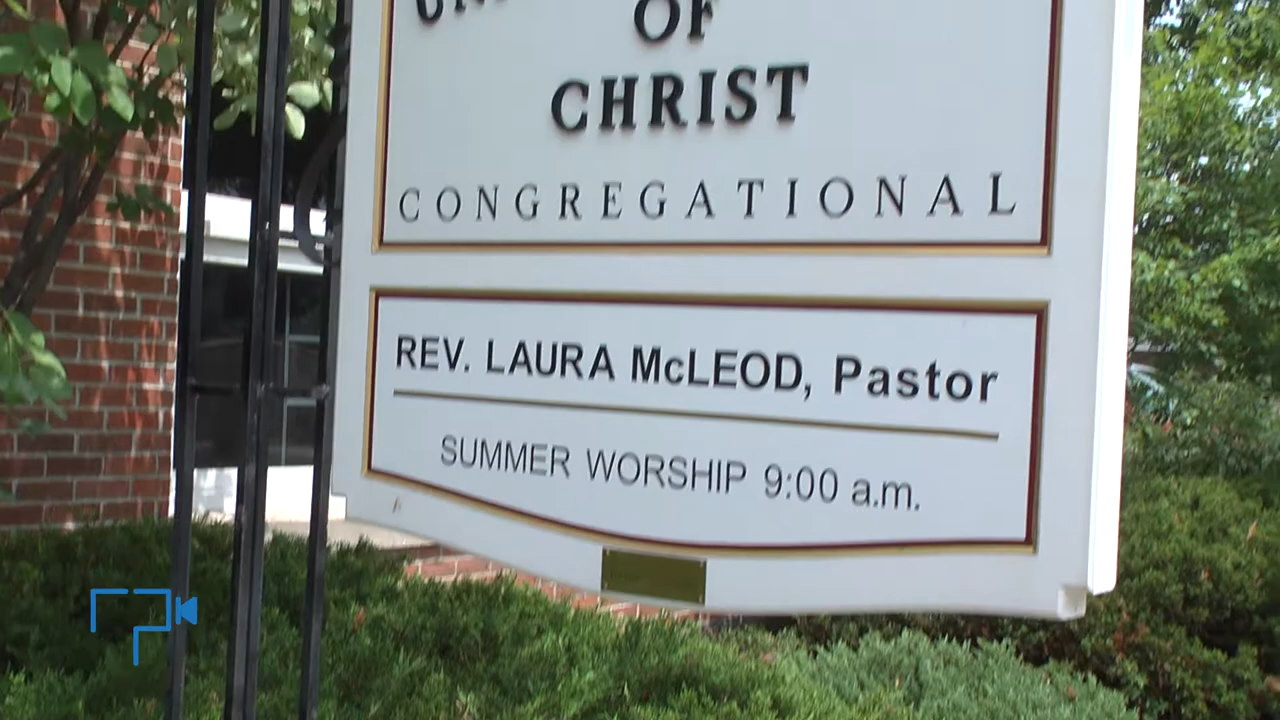 OF
CHRIST
CONGREGATIONAL
REV. LAURA McLEOD, Pastor
SUMMER WORSHIP 9:00 a.m.